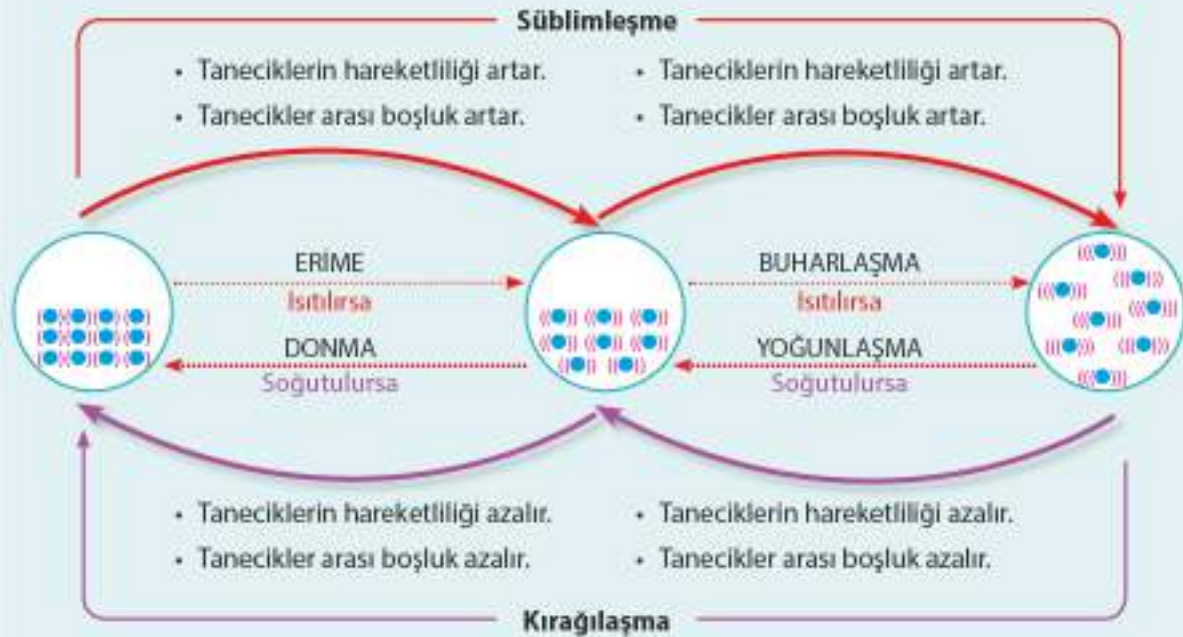 Süblimleşme
• Taneciklerin hareketliliği artar.
• Tanecikler arası boşluk artar.
• Taneciklerin hareketliliği artar.
• Tanecikler arası boşluk artar.
ERİME
Isıtılırsa
DONMA
Soğutulursa
BUHARLAŞMA
Isıtılırsa
YOĞUNLAŞMA
Soğutulursa
• Taneciklerin hareketliliği azalır.
• Tanecikler arası boşluk azalır.
• Taneciklerin hareketliliği azalır.
• Tanecikler arası boşluk azalır.
Kırağılaşma